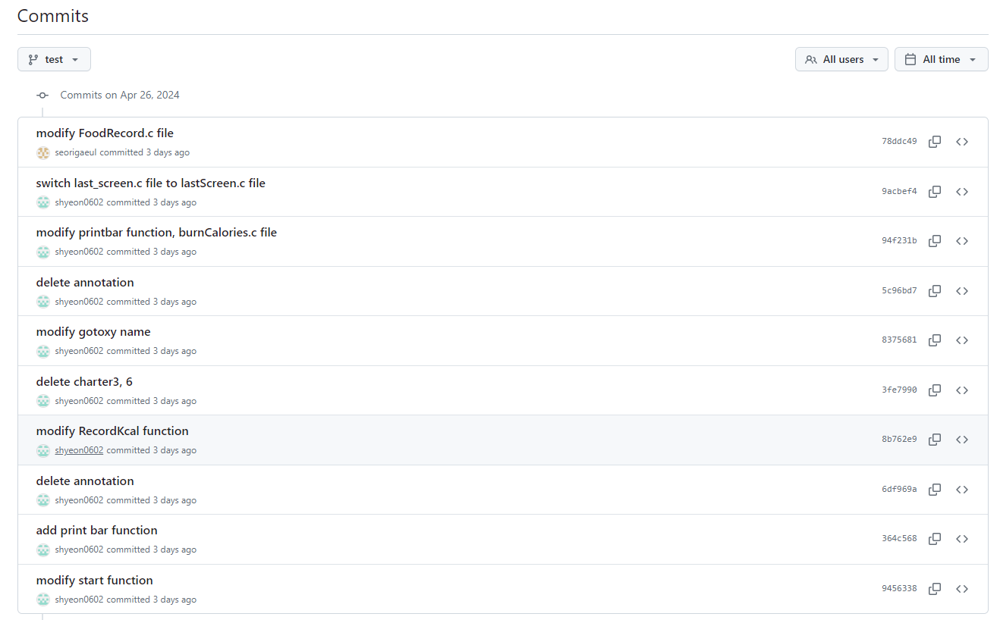 Commits
test
All users
All time
Commits on Apr 26, 2024
modify FoodRecord.c file
seorigaeul committed 3 days ago
78ddc49
switch last_screen.c file to lastScreen.c file
shyeon0602 committed 3 days ago
9acbef4
modify printbar function, burnCalories.c file
shyeon0602 committed 3 days ago
94f231b
delete annotation
shyeon0602 committed 3 days ago
5c96bd7
modify gotoxy name
shyeon0602 committed 3 days ago
8375681
delete charter3, 6
shyeon0602 committed 3 days ago
3fe7990
modify RecordKcal function
shyeon0602 committed 3 days ago
8b762e9
delete annotation
shyeon0602 committed 3 days ago
6df969a
add print bar function
shyeon0602 committed 3 days ago
364c568
modify start function
shyeon0602 committed 3 days ago
9456338